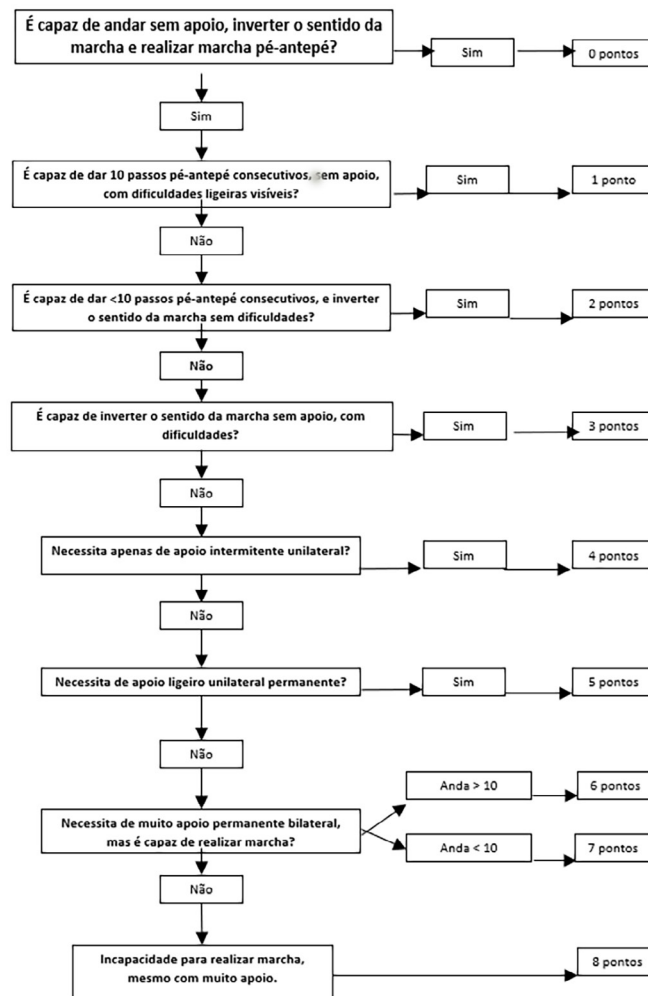 É capaz de andar sem apoio, inverter o sentido da
marcha e realizar marcha pé-antepé?
Sim
0 pontos
Sim
É capaz de dar 10 passos pé-antepé consecutivos, sem apoio,
com dificuldades ligeiras visíveis?
Sim
1 ponto
Não
É capaz de dar <10 passos pé-antepé consecutivos, e inverter
o sentido da marcha sem dificuldades?
Sim
2 pontos
Não
É capaz de inverter o sentido da marcha sem apoio, com
dificuldades?
Sim
3 pontos
Não
Necessita apenas de apoio intermitente unilateral?
Sim
4 pontos
Não
Necessita de apoio ligeiro unilateral permanente?
Sim
5 pontos
Não
Necessita de muito apoio permanente bilateral,
mas é capaz de realizar marcha?
Anda > 10
6 pontos
Anda < 10
7 pontos
Não
Incapacidade para realizar marcha,
mesmo com muito apoio.
8 pontos